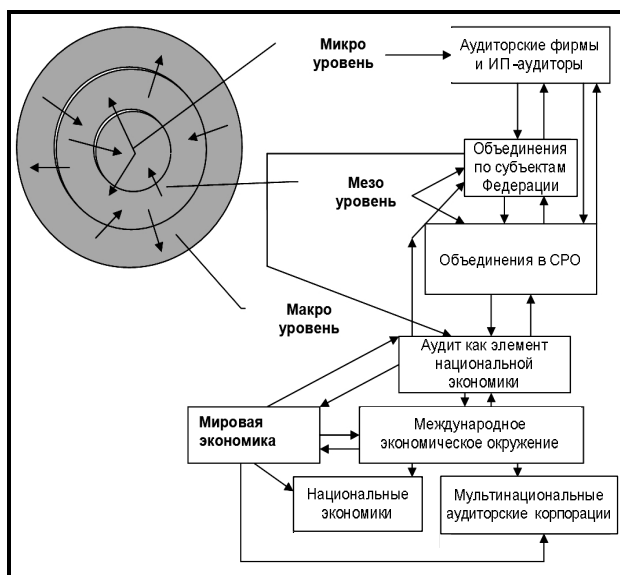 Микро
уровень
Аудиторские фирмы
и ИП-аудиторы
Объединения
по субъектам
Федерации
Мезо
уровень
Объединения в СРО
Макро
уровень
Аудит как элемент
национальной
экономики
Мировая
экономика
Международное
экономическое окружение
Национальные
экономики
Мультинациональные
аудиторские корпорации